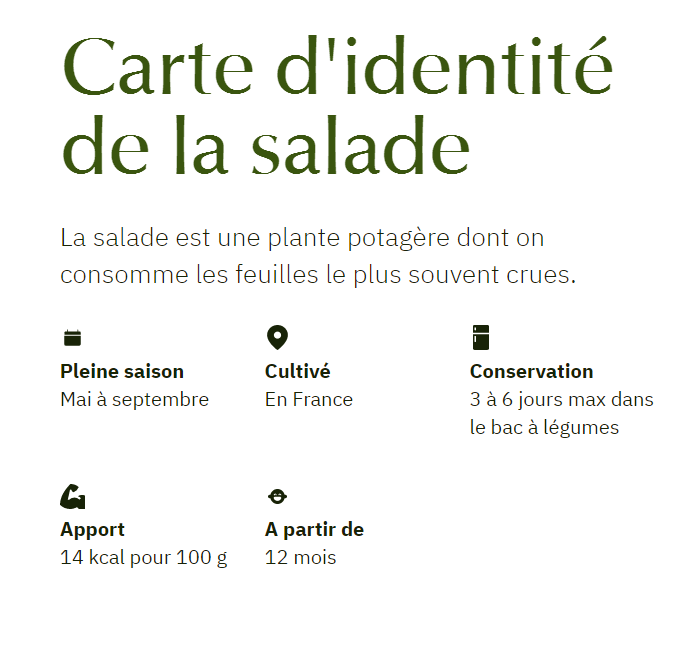 Carte d'identité
de la salade
La salade est une plante potagère dont on
consomme les feuilles le plus souvent crues.
Pleine saison
Mai à septembre
Cultivé
En France
Conservation
3 à 6 jours max dans
le bac à légumes
Apport
14 kcal pour 100 g
A partir de
12 mois